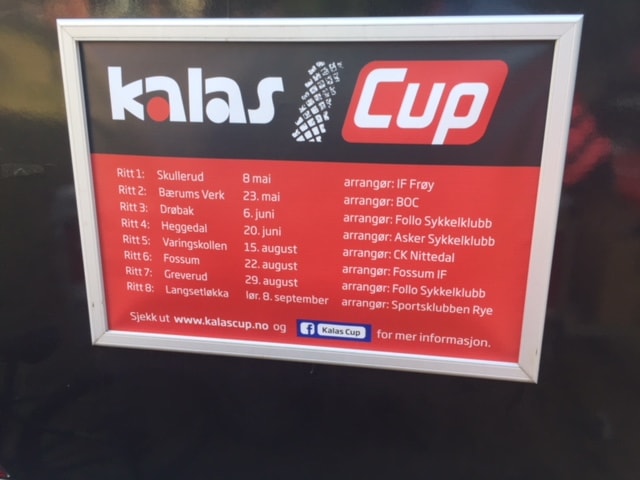 kalas Cup
Ritt 1: Skullerud 8 mai arrangør: IF Frøy
Ritt 2: Bærums Verk 23. mai arrangør: BOC
Ritt 3: Drøbak 6. juni arrangør: Follo Sykkelklubb
Ritt 4: Heggedal 20. juni arrangør: Asker Sykkelklubb
Ritt 5: Varingskollen 15. august arrangør: CK Nittedal
Ritt 6: Fossum 22. august arrangør: Fossum IF
Ritt 7: Greverud 29. august arrangør: Follo Sykkelklubb
Ritt 8: Langsetløkka lør. 8. september arrangør: Sportsklubben Rye
Sjekk ut www.kalascup.no og f Kalas Cup for mer informasjon.